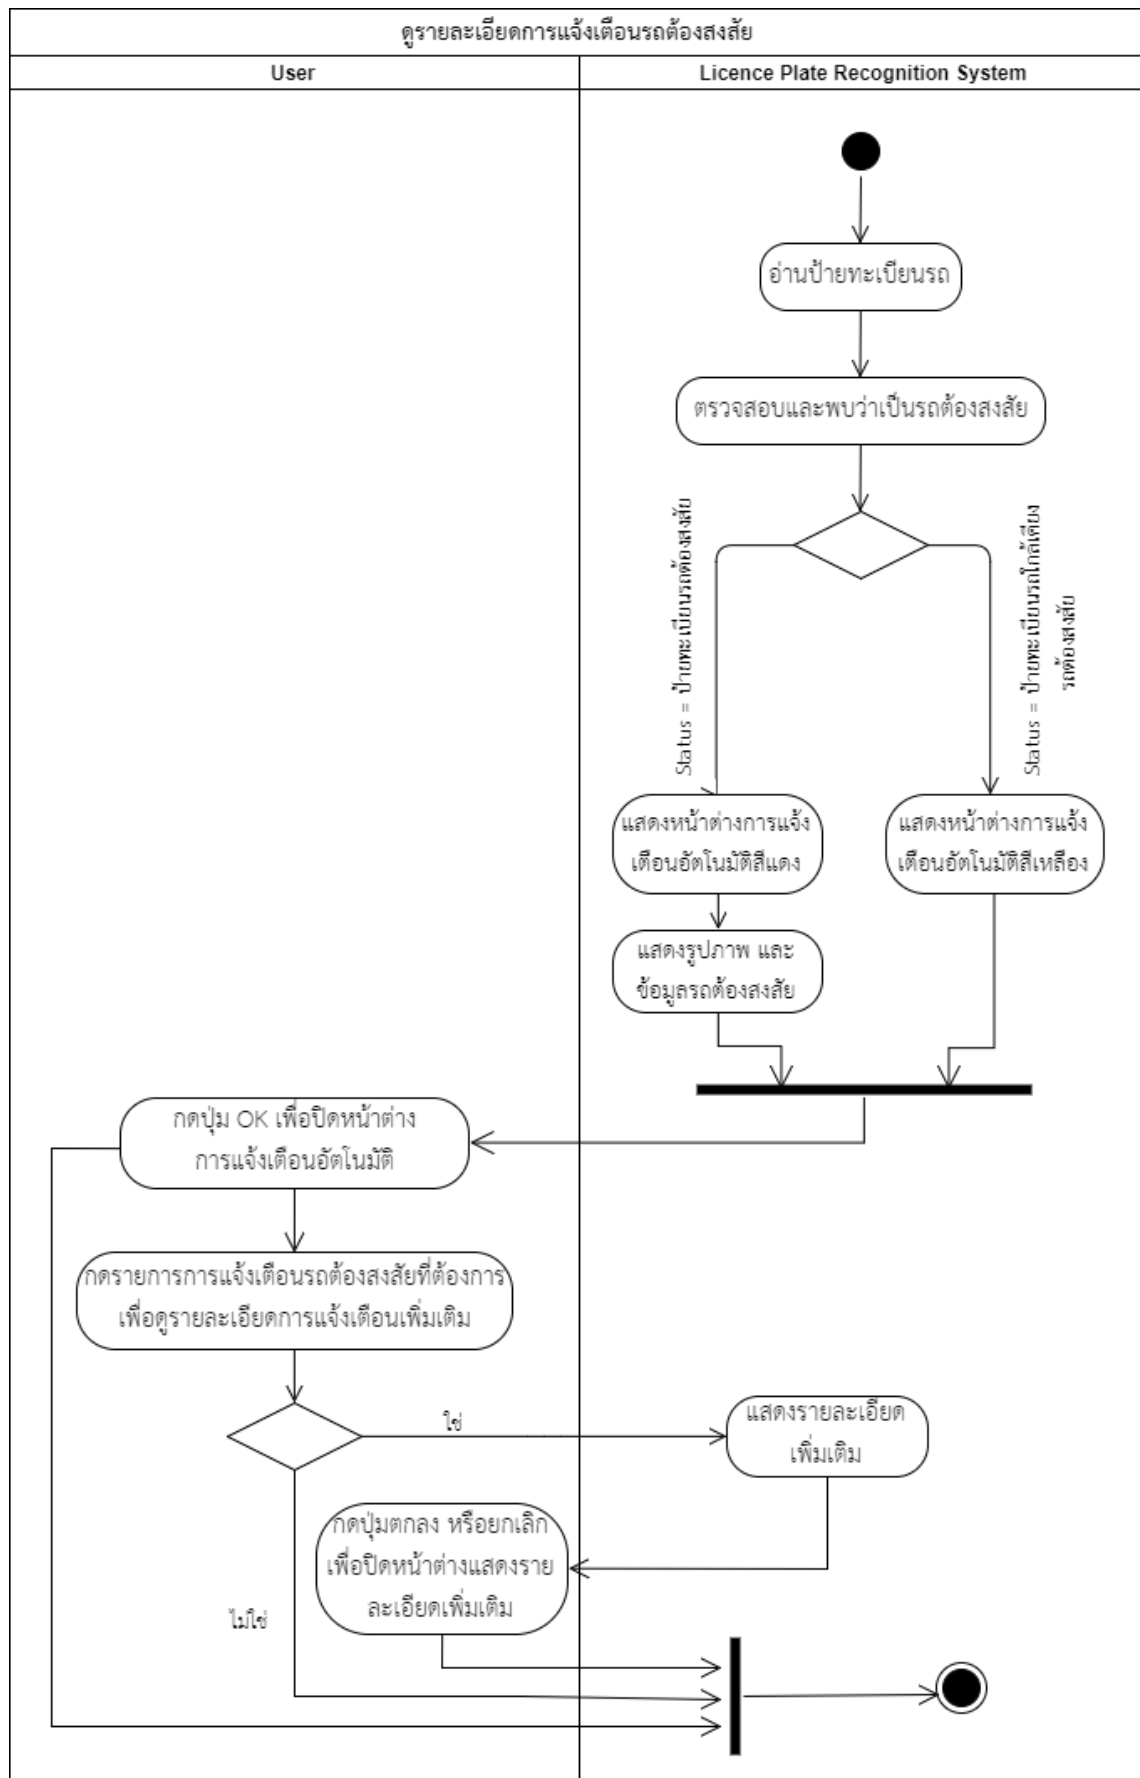 ดูรายละเอียดการแจ้งเตือนรถต้องสงสัย
User
Licence Plate Recognition System
อ่านป้ายทะเบียนรถ
ตรวจสอบและพบว่าเป็นรถต้องสงสัย
Status = ป้ายทะเบียนรถต้องสงสัย
Status = ป้ายทะเบียนรถใกล้เคียง
รถต้องสงสัย
แสดงหน้าต่างการแจ้ง
เตือนอัตโนมัติสีแดง
แสดงหน้าต่างการแจ้ง
เตือนอัตโนมัติสีเหลือง
แสดงรูปภาพ และ
ข้อมูลรถต้องสงสัย
กดปุ่ม OK เพื่อปิดหน้าต่าง
การแจ้งเตือนอัตโนมัติ
กดรายการการแจ้งเตือนรถต้องสงสัยที่ต้องการ
เพื่อดูรายละเอียดการแจ้งเตือนเพิ่มเติม
ใช่
แสดงรายละเอียด
เพิ่มเติม
กดปุ่มตกลง หรือยกเลิก
เพื่อปิดหน้าต่างแสดงราย
ละเอียดเพิ่มเติม
ไม่ใช่